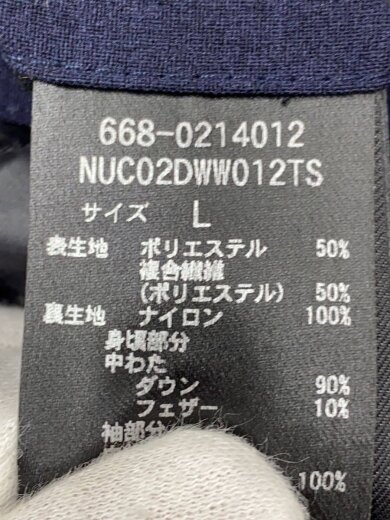 668-0214012
NUC02DWW012TS
サイズ L
表生地 ポリエステル 50%
複合繊維
(ポリエステル) 50%
裏生地 ナイロン 100%
身頃部分
中わた
ダウン 90%
フェザー 10%
袖部分
100%